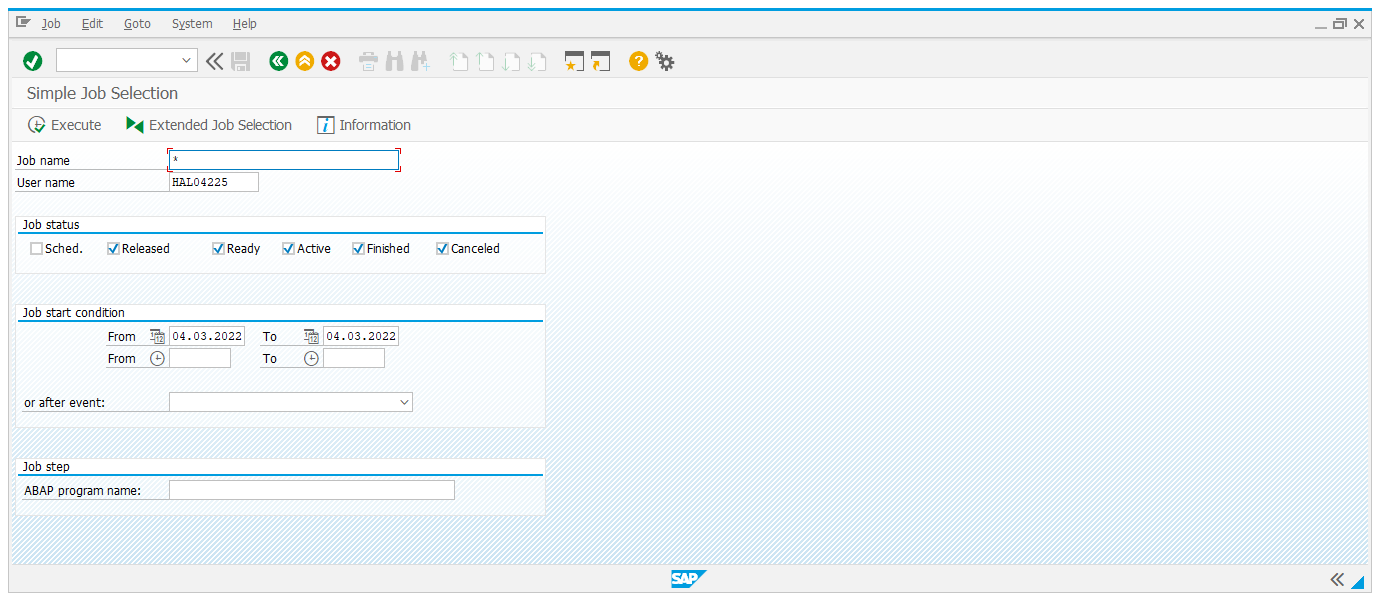 Job Edit Goto System Help
Simple Job Selection
Execute Extended Job Selection Information
Job name *
User name HAL04225
Job status
Sched. Released Ready Active Finished Canceled
Job start condition
From 04.03.2022 To 04.03.2022
From To
or after event:
Job step
ABAP program name:
SAP